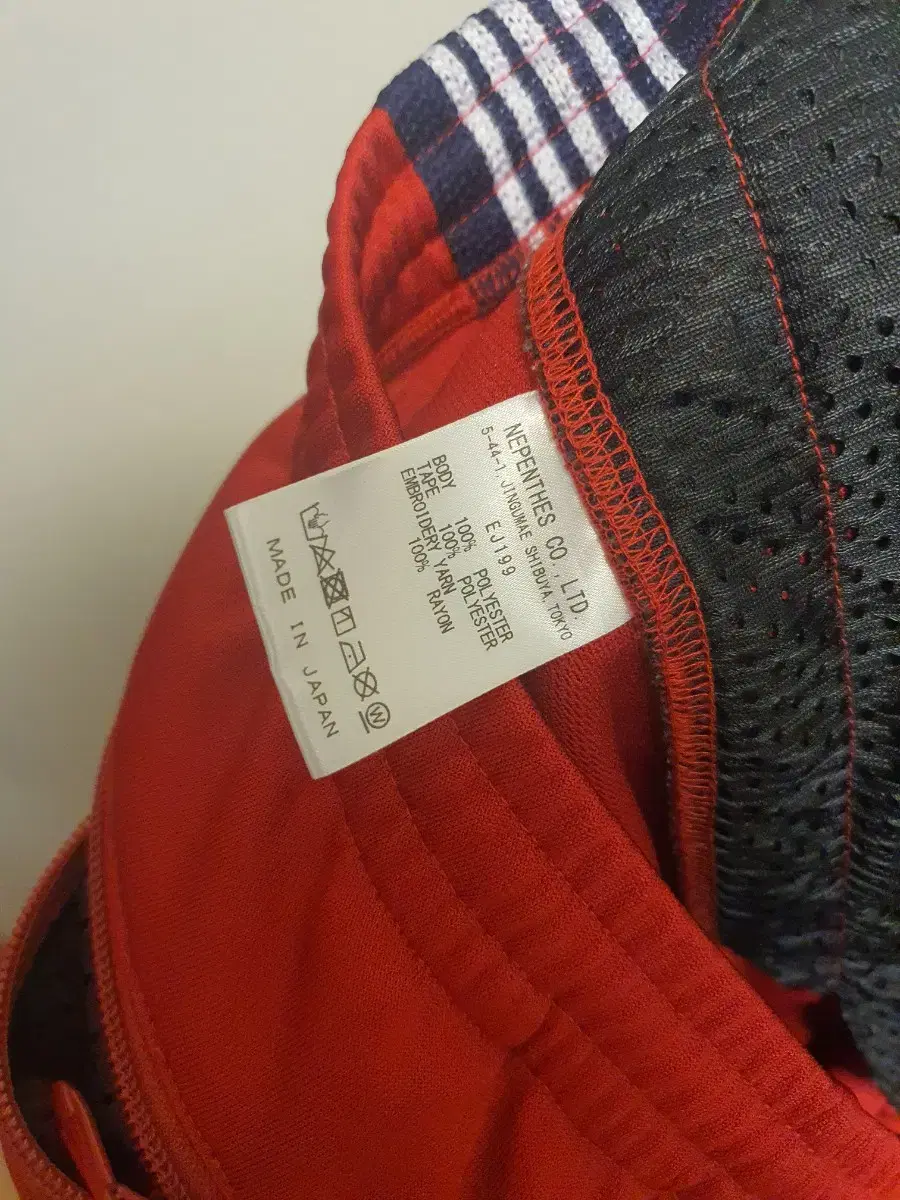 NEPENTHES CO., LTD.
5-44-1 JINGUMAE SHIBUYA, TOKYO
EJ199
BODY 100% POLYESTER
TAPE 100% POLYESTER
EMBROIDERY YARN
100% RAYON
W
MADE IN JAPAN